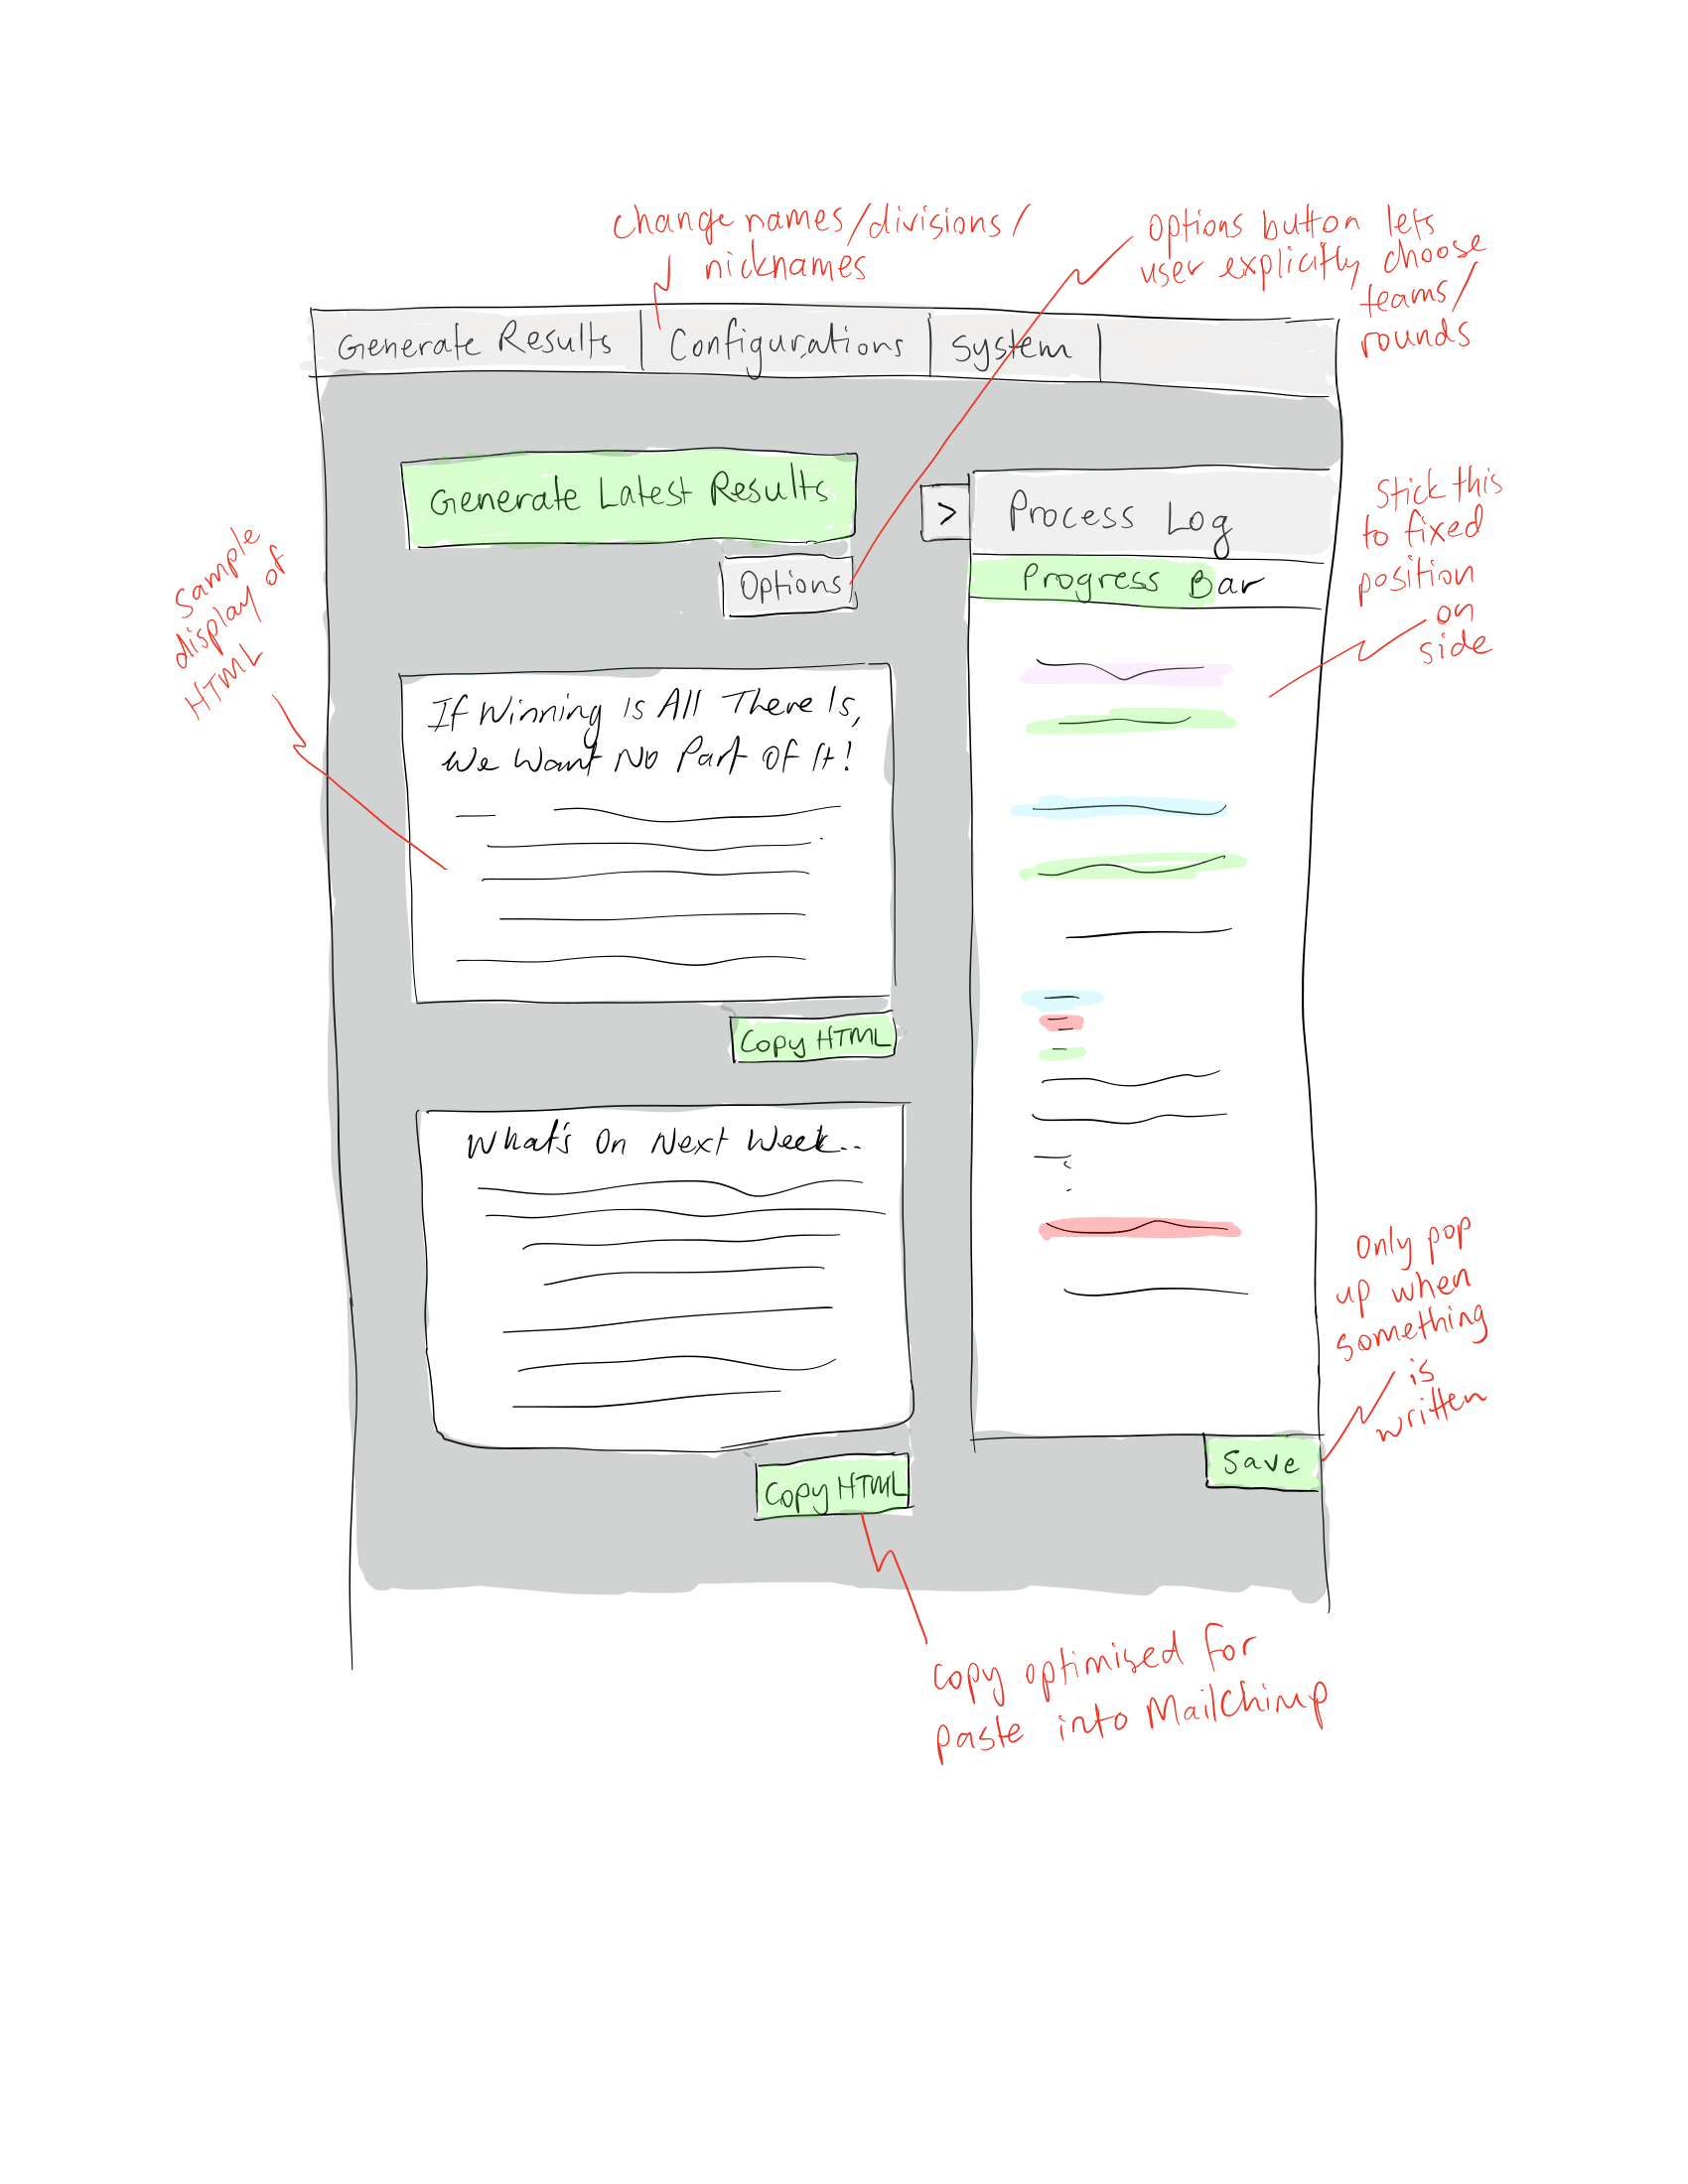 change names/divisions/
nicknames
options button lets
user explicitly choose
teams/
rounds
Generate Results
Configurations
System
Generate Latest Results
Options
>
Process Log
Progress Bar
Stick this
to fixed
position
on
side
Sample
display of
HTML
If Winning Is All There Is,
We Want No Part Of It!
Copy HTML
What's On Next Week..
Copy HTML
Only pop
up when
something
is
written
Save
Copy optimised for
paste into MailChimp